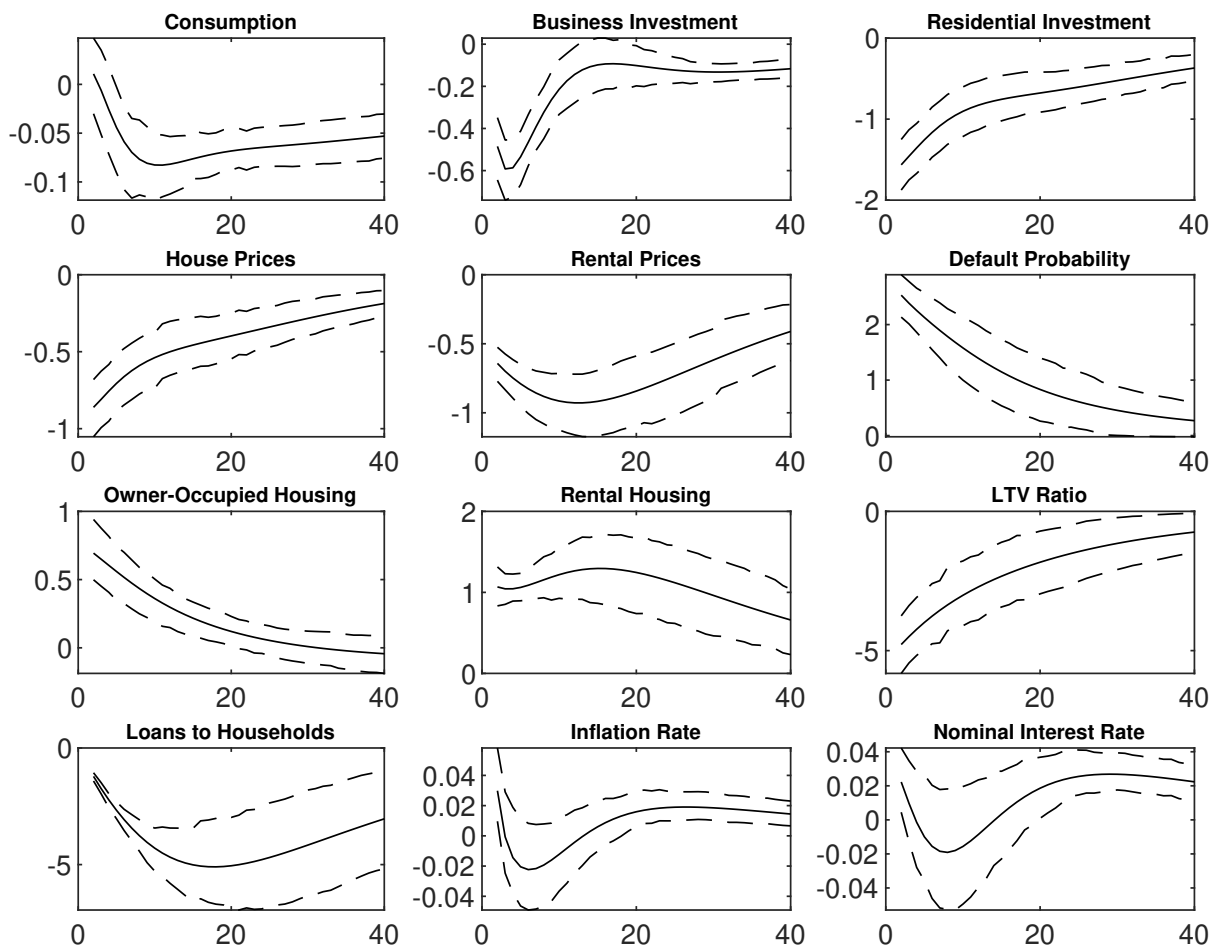 Consumption
0
-0.05
-0.1
0 20 40
Business Investment
0
-0.2
-0.4
-0.6
0 20 40
Residential Investment
0
-1
-2
0 20 40
House Prices
0
-0.5
-1
0 20 40
Rental Prices
0
-0.5
-1
0 20 40
Default Probability
2
1
0
0 20 40
Owner-Occupied Housing
1
0.5
0
0 20 40
Rental Housing
2
1
0
0 20 40
LTV Ratio
0
-5
0 20 40
Loans to Households
0
-5
0 20 40
Inflation Rate
0.04
0.02
0
-0.02
-0.04
0 20 40
Nominal Interest Rate
0.04
0.02
0
-0.02
-0.04
0 20 40